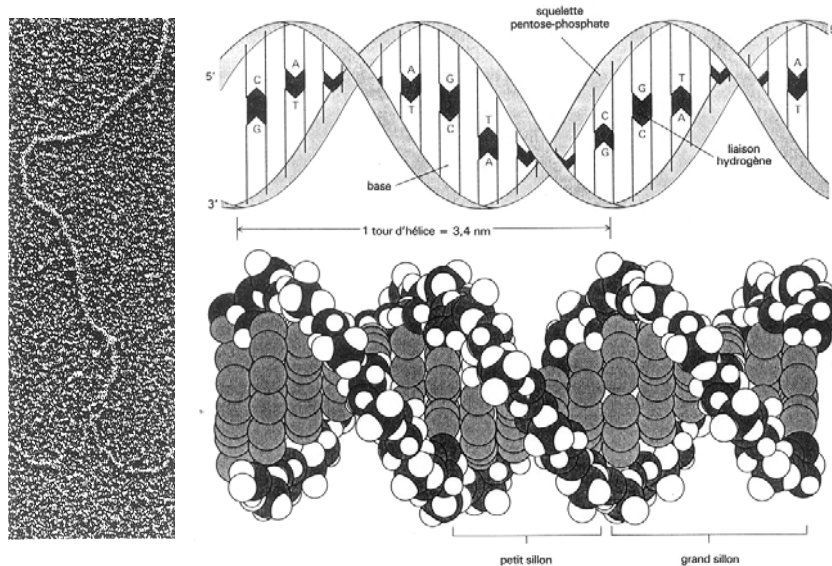 squelette
pentose-phosphate
5'
3'
C
G
A
T
A
T
G
C
T
A
C
G
G
C
T
A
A
T
base
liaison
hydrogène
1 tour d'hélice = 3,4 nm
petit sillon
grand sillon